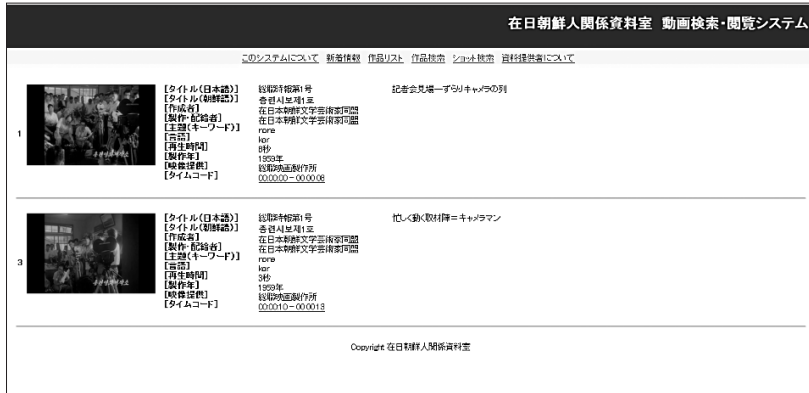 在日朝鮮人関係資料室 動画検索・閲覧システム
このシステムについて 新着情報 作品リスト 作品検索 ショット検索 資料提供者について
1
[タイトル(日本語)] 総聯時報第1号 記者会見場ーずらりキャメラの列
[タイトル(朝鮮語)] 총련시보제1호
[作成者] 在日本朝鮮文学芸術家同盟
[製作・配給者] 在日本朝鮮文学芸術家同盟
[主題(キーワード)] none
[言語] kor
[再生時間] 8秒
[製作年] 1959年
[映像提供] 総聯映画製作所
[タイムコード] 00:00:00-00:00:08
3
[タイトル(日本語)] 総聯時報第1号 忙しく動く取材陣=キャメラマン
[タイトル(朝鮮語)] 총련시보제1호
[作成者] 在日本朝鮮文学芸術家同盟
[製作・配給者] 在日本朝鮮文学芸術家同盟
[主題(キーワード)] none
[言語] kor
[再生時間] 3秒
[製作年] 1959年
[映像提供] 総聯映画製作所
[タイムコード] 00:00:10-00:00:13
Copyright 在日朝鮮人関係資料室